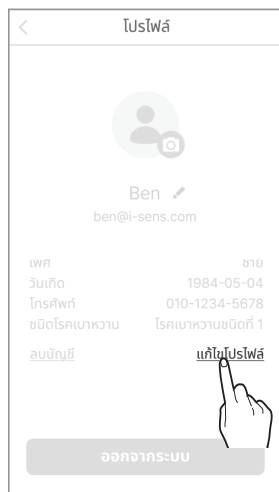 โปรไฟล์
Ben
ben@i-sens.com
เพศ ชาย
วันเกิด 1984-05-04
โทรศัพท์ 010-1234-5678
ชนิดโรคเบาหวาน โรคเบาหวานชนิดที่ 1
ลบบัญชี แก้ไขโปรไฟล์
ออกจากระบบ